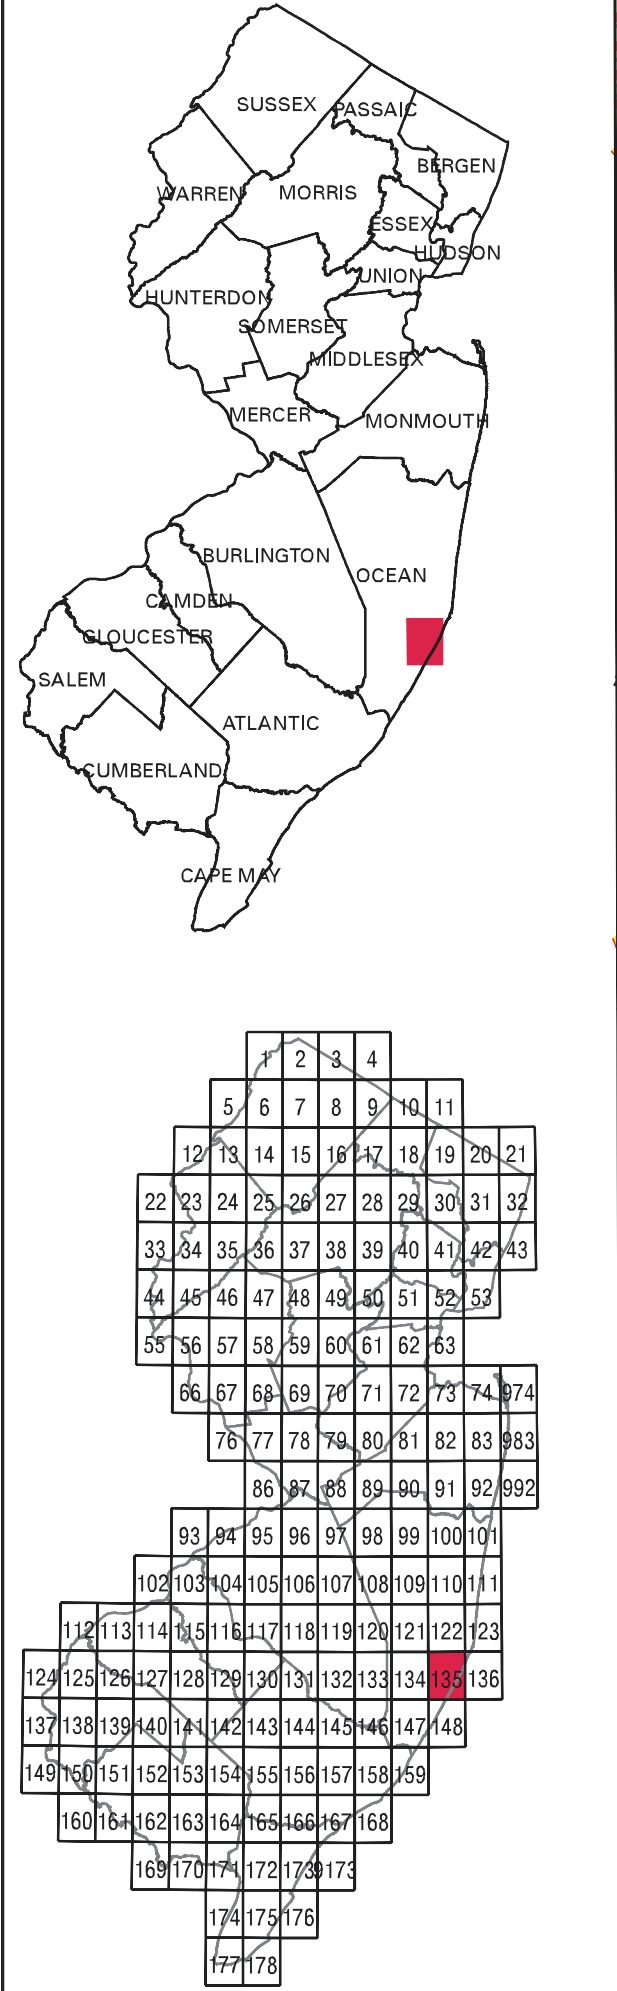 SUSSEX
PASSAIC
BERGEN
WARREN
MORRIS
ESSEX
HUDSON
UNION
HUNTERDON
SOMERSET
MIDDLESEX
MERCER
MONMOUTH
BURLINGTON
OCEAN
CAMDEN
GLOUCESTER
SALEM
ATLANTIC
CUMBERLAND
CAPE MAY
1 2 3 4
5 6 7 8 9 10 11
12 13 14 15 16 17 18 19 20 21
22 23 24 25 26 27 28 29 30 31 32
33 34 35 36 37 38 39 40 41 42 43
44 45 46 47 48 49 50 51 52 53
55 56 57 58 59 60 61 62 63
66 67 68 69 70 71 72 73 74 974
76 77 78 79 80 81 82 83 983
86 87 88 89 90 91 92 992
93 94 95 96 97 98 99 100 101
102 103 104 105 106 107 108 109 110 111
112 113 114 115 116 117 118 119 120 121 122 123
124 125 126 127 128 129 130 131 132 133 134 135 136
137 138 139 140 141 142 143 144 145 146 147 148
149 150 151 152 153 154 155 156 157 158 159
160 161 162 163 164 165 166 167 168
169 170 171 172 173 9173
174 175 176
177 178